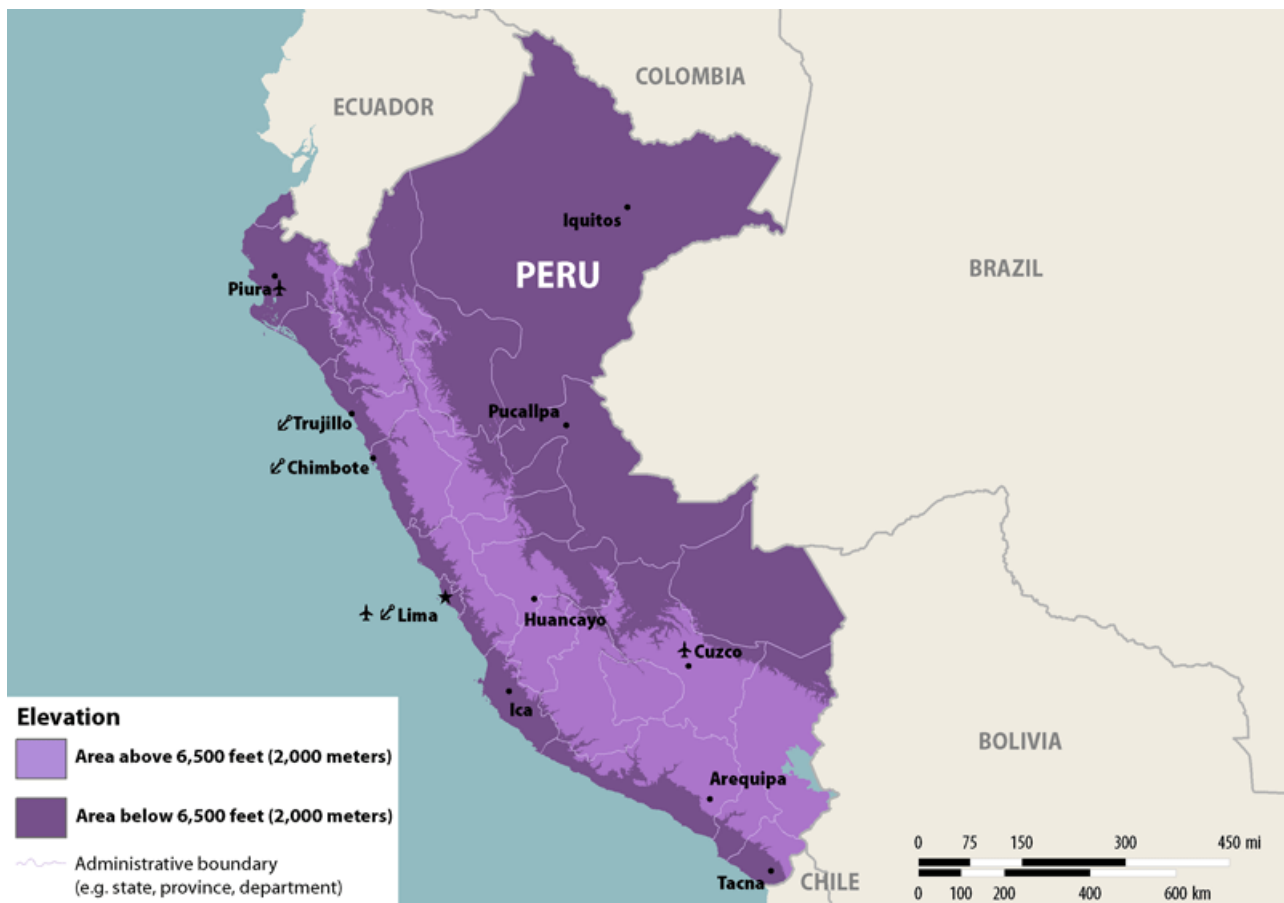 COLOMBIA
ECUADOR
Iquitos
BRAZIL
PERU
Piura
Pucallpa
Trujillo
Chimbote
Lima
Huancayo
Cuzco
Ica
BOLIVIA
Arequipa
Tacna
CHILE
Elevation
Area above 6,500 feet (2,000 meters)
Area below 6,500 feet (2,000 meters)
Administrative boundary
(e.g. state, province, department)
0 75 150 300 450 mi
0 100 200 400 600 km